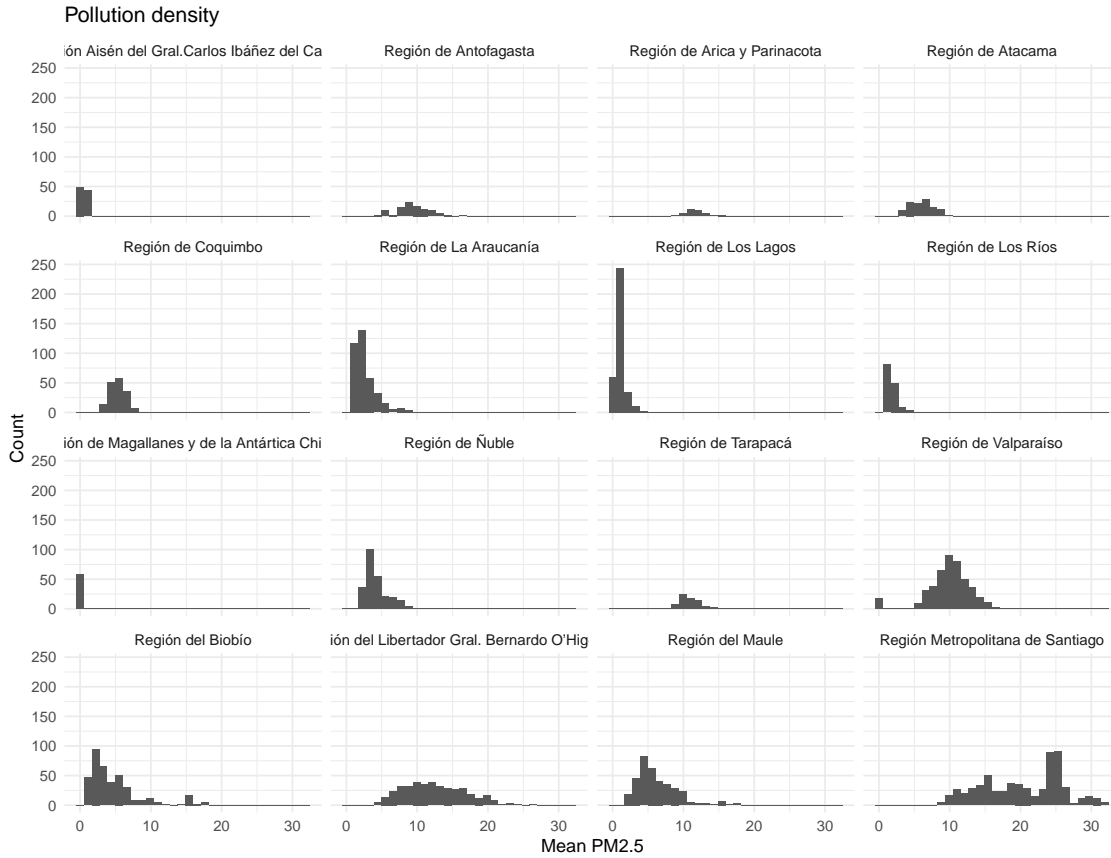 Pollution density
ión Aisén del Gral.Carlos Ibáñez del Ca
Región de Antofagasta
Región de Arica y Parinacota
Región de Atacama
250
200
150
100
50
0
Región de Coquimbo
Región de La Araucanía
Región de Los Lagos
Región de Los Ríos
250
200
150
100
50
0
ión de Magallanes y de la Antártica Chi
Región de Ñuble
Región de Tarapacá
Región de Valparaíso
250
200
150
100
50
0
Región del Biobío
ión del Libertador Gral. Bernardo O'Hig
Región del Maule
Región Metropolitana de Santiago
250
200
150
100
50
0
0 10 20 30
0 10 20 30
0 10 20 30
0 10 20 30
Mean PM2.5
Count